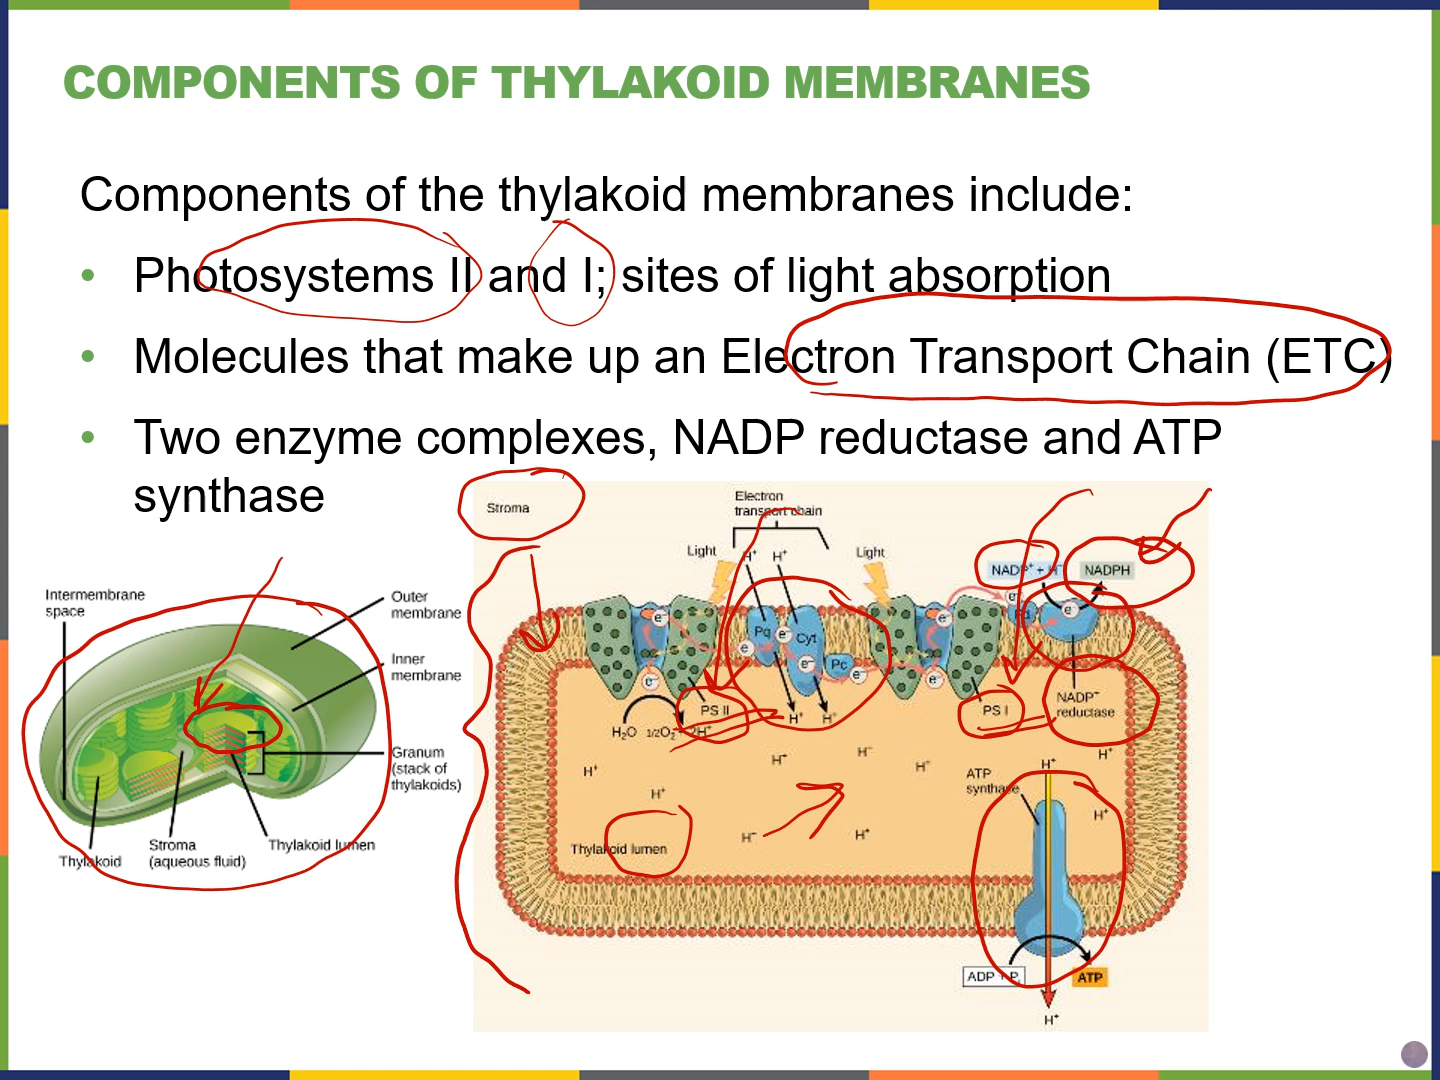 COMPONENTS OF THYLAKOID MEMBRANES
Components of the thylakoid membranes include:
• Photosystems II and I; sites of light absorption
• Molecules that make up an Electron Transport Chain (ETC)
• Two enzyme complexes, NADP reductase and ATP
synthase
Intermembrane
space
Outer
membrane
Inner
membrane
Granum
(stack of
thylakoids)
Thylakoid lumen
Stroma
(aqueous fluid)
Thylakoid
Stroma
Electron
transport chain
Light
H⁺ H⁺
Light
NADP⁺ + H⁺
NADPH
e⁻
e⁻
Pq
e⁻
Cyt
e⁻
e⁻
Pc
e⁻
e⁻
e⁻
e⁻
Fd
e⁻
e⁻
PS II
PS I
NADP⁺
reductase
H₂O 1/2O₂ + 2H⁺
H⁺ H⁺
H⁺
H⁺
H⁺
H⁺
H⁺
H⁺
ATP
synthase
H⁺
H⁺
H⁺
H⁺
Thylakoid lumen
ADP + Pi
ATP
H⁺